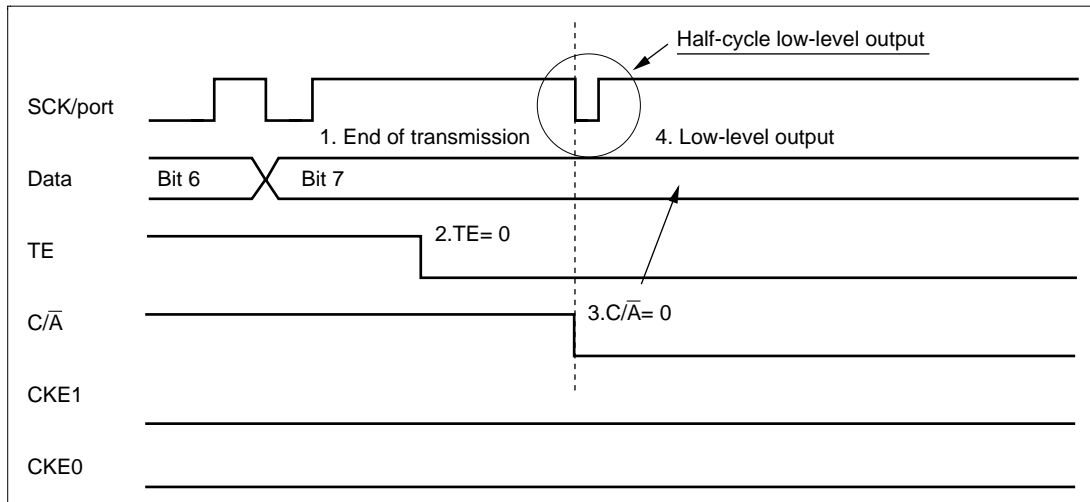 Half-cycle low-level output
SCK/port
1. End of transmission
4. Low-level output
Data
Bit 6
Bit 7
TE
2.TE= 0
C/A̅
3.C/A̅= 0
CKE1
CKE0